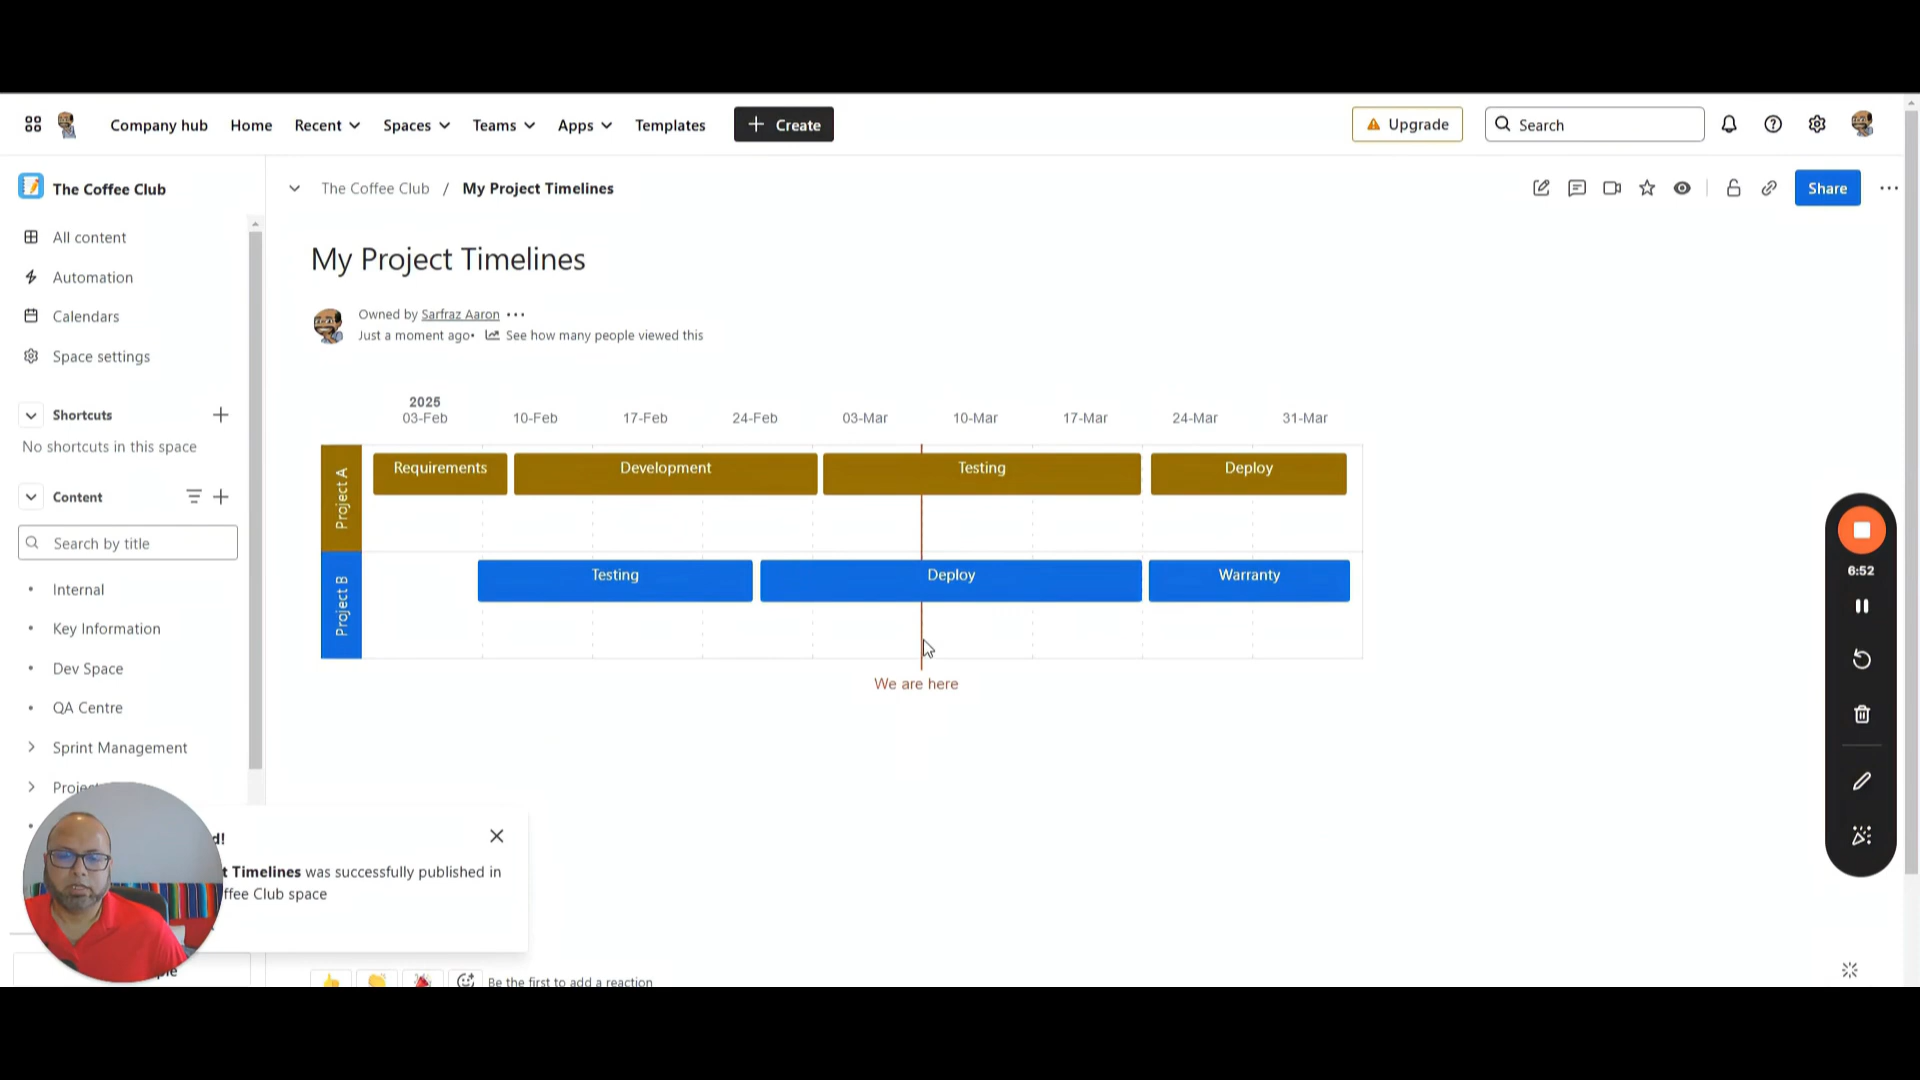 Company hub
Home
Recent
Spaces
Teams
Apps
Templates
Create
Upgrade
Search
The Coffee Club
The Coffee Club / My Project Timelines
Share
All content
Automation
Calendars
Space settings
Shortcuts
No shortcuts in this space
Content
Search by title
Internal
Key Information
Dev Space
QA Centre
Sprint Management
My Project Timelines
Owned by Sarfraz Aaron
Just a moment ago•
See how many people viewed this
2025
03-Feb 10-Feb 17-Feb 24-Feb 03-Mar 10-Mar 17-Mar 24-Mar 31-Mar
Project A
Requirements
Development
Testing
Deploy
Project B
Testing
Deploy
Warranty
We are here
6:52
d!
t Timelines was successfully published in
ffee Club space
Be the first to add a reaction